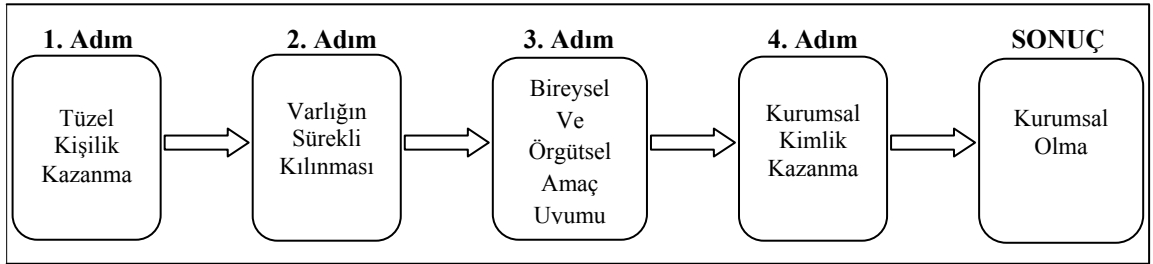 1. Adım
2. Adım
3. Adım
4. Adım
SONUÇ
Tüzel
Kişilik
Kazanma
Varlığın
Sürekli
Kılınması
Bireysel
Ve
Örgütsel
Amaç
Uvumu
Kurumsal
Kimlik
Kazanma
Kurumsal
Olma